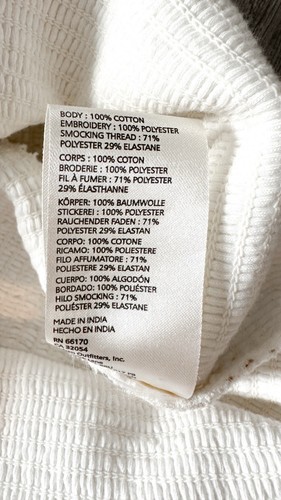 BODY : 100% COTTON
EMBROIDERY : 100% POLYESTER
SMOCKING THREAD : 71%
POLYESTER 29% ELASTANE
CORPS : 100% COTON
BRODERIE : 100% POLYESTER
FIL À FUMER : 71% POLYESTER
29% ÉLASTHANNE
KÖRPER: 100% BAUMWOLLE
STICKEREI : 100% POLYESTER
RAUCHENDER FADEN : 71%
POLYESTER 29% ELASTAN
CORPO: 100% COTONE
RICAMO: 100% POLIESTERE
FILO AFFUMATORE : 71%
POLIESTERE 29% ELASTAN
CUERPO: 100% ALGODÓN
BORDADO: 100% POLIÉSTER
HILO SMOCKING : 71%
POLIÉSTER 29% ELASTANE
MADE IN INDIA
HECHO EN INDIA
RN 66170
CA 32054
Outfitters, Inc.